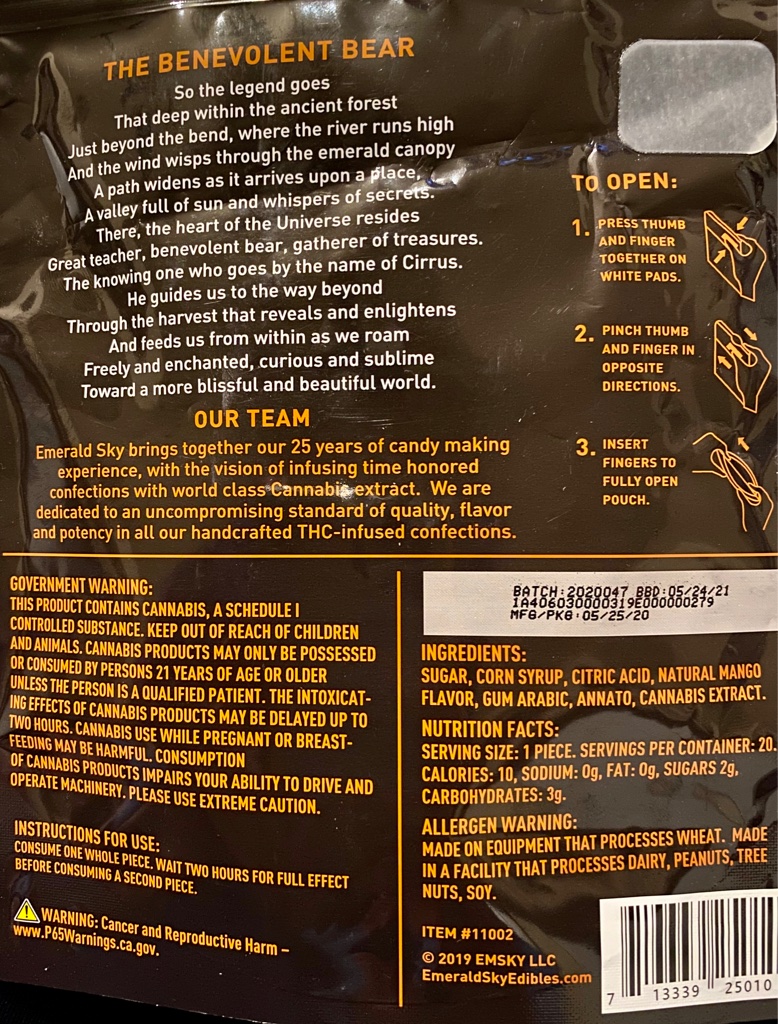 THE BENEVOLENT BEAR
So the legend goes
That deep within the ancient forest
Just beyond the bend, where the river runs high
And the wind wisps through the emerald canopy
A path widens as it arrives upon a place,
A valley full of sun and whispers of secrets.
There, the heart of the Universe resides
Great teacher, benevolent bear, gatherer of treasures.
The knowing one who goes by the name of Cirrus.
He guides us to the way beyond
Through the harvest that reveals and enlightens
And feeds us from within as we roam
Freely and enchanted, curious and sublime
Toward a more blissful and beautiful world.
OUR TEAM
Emerald Sky brings together our 25 years of candy making
experience, with the vision of infusing time honored
confections with world class Cannabis extract. We are
dedicated to an uncompromising standard of quality, flavor
and potency in all our handcrafted THC-infused confections.
TO OPEN:
1. PRESS THUMB
AND FINGER
TOGETHER ON
WHITE PADS.
2. PINCH THUMB
AND FINGER IN
OPPOSITE
DIRECTIONS.
3. INSERT
FINGERS TO
FULLY OPEN
POUCH.
GOVERNMENT WARNING:
THIS PRODUCT CONTAINS CANNABIS, A SCHEDULE I
CONTROLLED SUBSTANCE. KEEP OUT OF REACH OF CHILDREN
AND ANIMALS. CANNABIS PRODUCTS MAY ONLY BE POSSESSED
OR CONSUMED BY PERSONS 21 YEARS OF AGE OR OLDER
UNLESS THE PERSON IS A QUALIFIED PATIENT. THE INTOXICAT-
ING EFFECTS OF CANNABIS PRODUCTS MAY BE DELAYED UP TO
TWO HOURS. CANNABIS USE WHILE PREGNANT OR BREAST-
FEEDING MAY BE HARMFUL. CONSUMPTION
OF CANNABIS PRODUCTS IMPAIRS YOUR ABILITY TO DRIVE AND
OPERATE MACHINERY. PLEASE USE EXTREME CAUTION.
INSTRUCTIONS FOR USE:
CONSUME ONE WHOLE PIECE. WAIT TWO HOURS FOR FULL EFFECT
BEFORE CONSUMING A SECOND PIECE.
WARNING: Cancer and Reproductive Harm –
www.P65Warnings.ca.gov.
BATCH:2020047 BBD:05/24/21
1A406030000319E000000279
MFG/PKG:05/25/20
INGREDIENTS:
SUGAR, CORN SYRUP, CITRIC ACID, NATURAL MANGO
FLAVOR, GUM ARABIC, ANNATO, CANNABIS EXTRACT.
NUTRITION FACTS:
SERVING SIZE: 1 PIECE. SERVINGS PER CONTAINER: 20.
CALORIES: 10, SODIUM: 0g, FAT: 0g, SUGARS 2g,
CARBOHYDRATES: 3g.
ALLERGEN WARNING:
MADE ON EQUIPMENT THAT PROCESSES WHEAT. MADE
IN A FACILITY THAT PROCESSES DAIRY, PEANUTS, TREE
NUTS, SOY.
ITEM #11002
© 2019 EMSKY LLC
EmeraldSkyEdibles.com
7 13339 25010